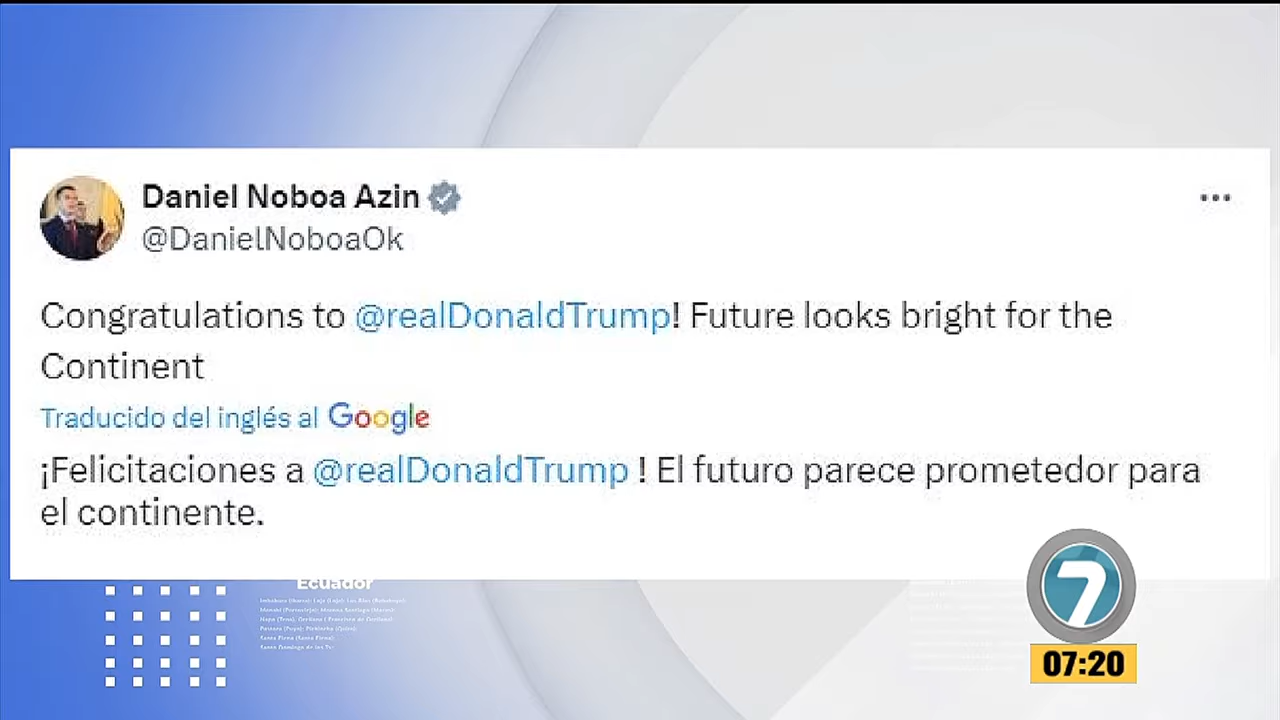 Daniel Noboa Azin
@DanielNoboaOk
Congratulations to @realDonaldTrump! Future looks bright for the
Continent
Traducido del inglés al Google
¡Felicitaciones a @realDonaldTrump ! El futuro parece prometedor para
el continente.
Ecuador
7
07:20